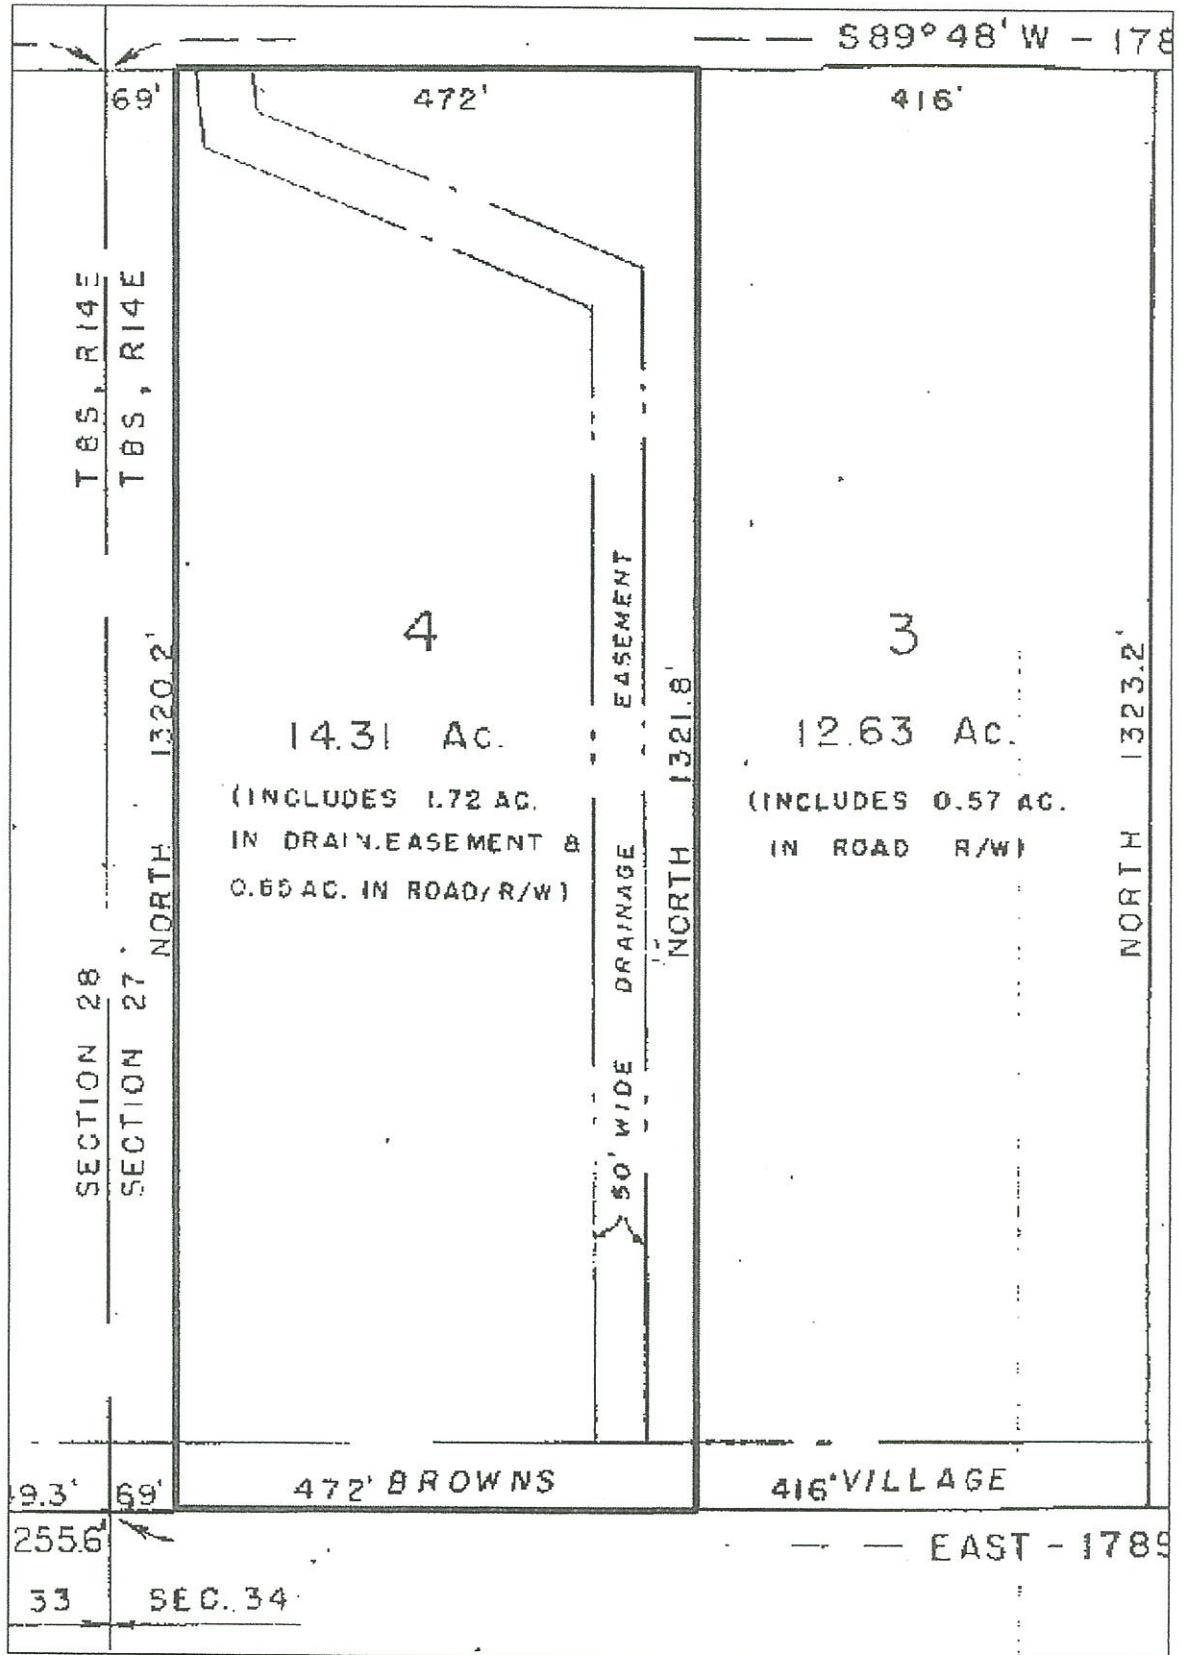 S89°48'W - 178
69'
472'
416'
T8S, R14E
T8S, R14E
NORTH 1320.2'
4
14.31 Ac.
(INCLUDES 1.72 AC.
IN DRAIN.EASEMENT &
0.65 AC. IN ROAD/R/W)
50' WIDE DRAINAGE EASEMENT
NORTH 1321.8'
3
12.63 Ac.
(INCLUDES 0.57 AC.
IN ROAD R/W)
NORTH 1323.2'
SECTION 28
SECTION 27
9.3'
69'
472' BROWNS
416' VILLAGE
255.6'
EAST - 1789
33
SEC. 34